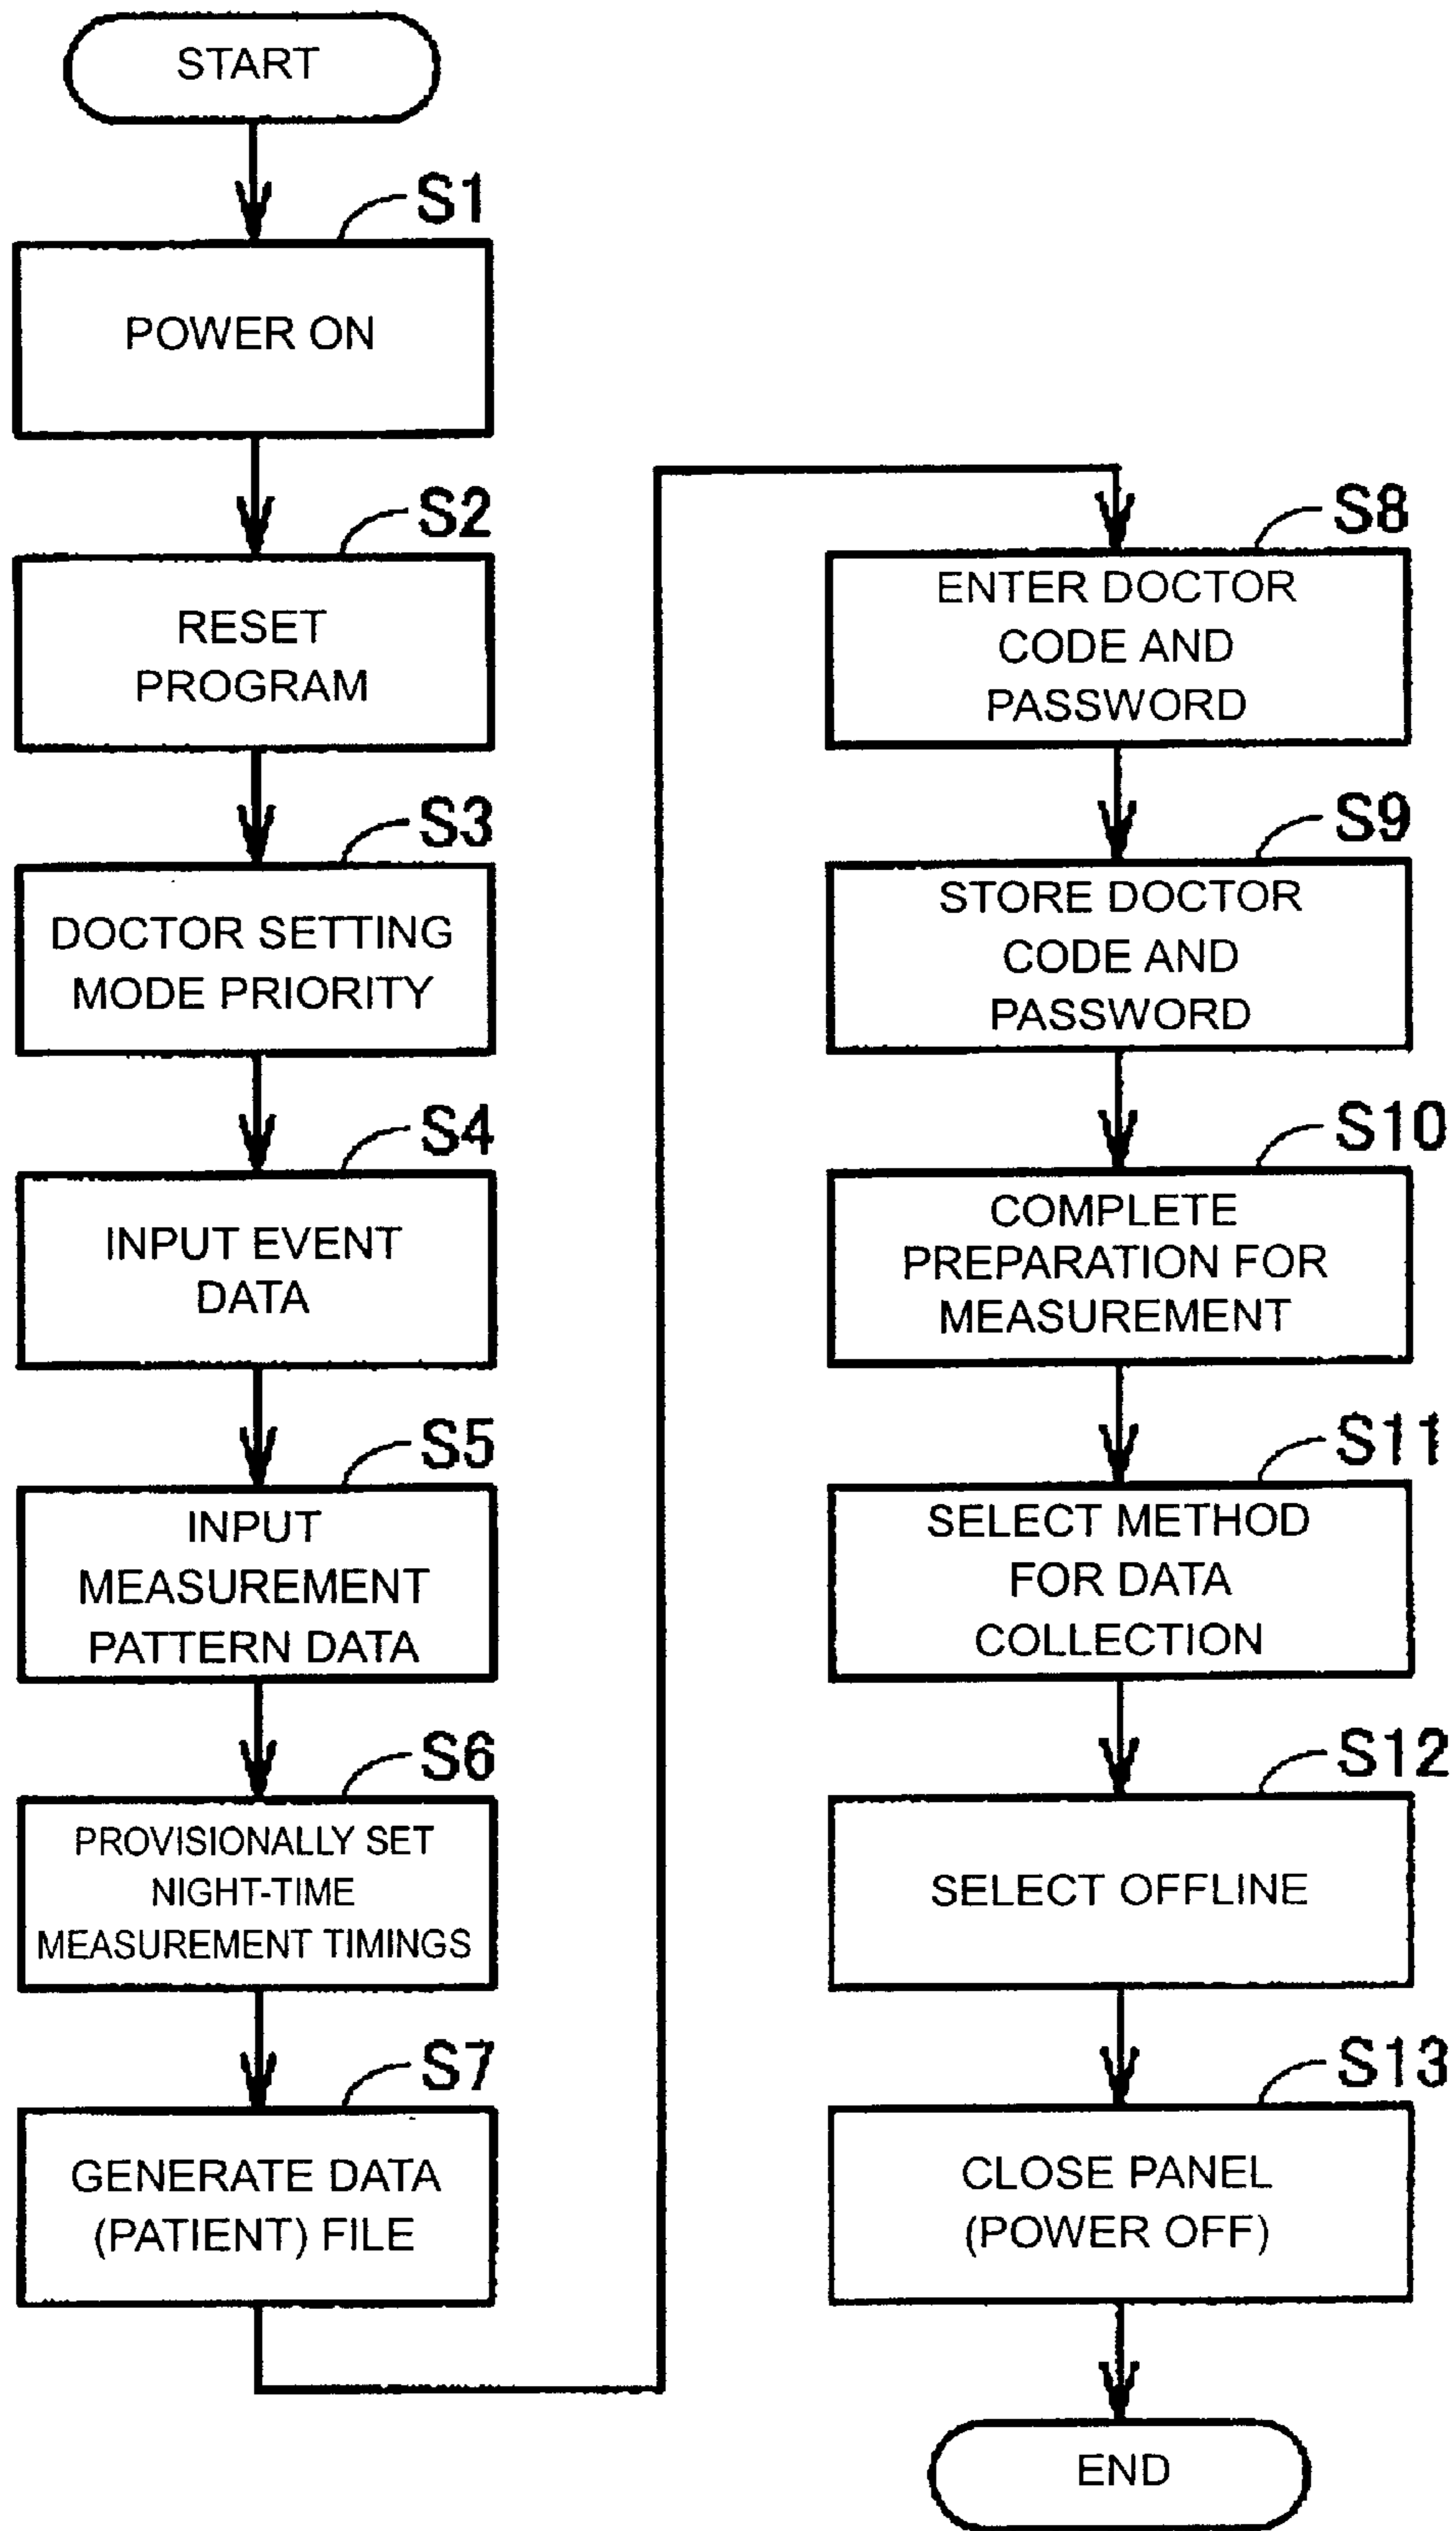 START
S1
POWER ON
S2
RESET
PROGRAM
S3
DOCTOR SETTING
MODE PRIORITY
S4
INPUT EVENT
DATA
S5
INPUT
MEASUREMENT
PATTERN DATA
S6
PROVISIONALLY SET
NIGHT-TIME
MEASUREMENT TIMINGS
S7
GENERATE DATA
(PATIENT) FILE
S8
ENTER DOCTOR
CODE AND
PASSWORD
S9
STORE DOCTOR
CODE AND
PASSWORD
S10
COMPLETE
PREPARATION FOR
MEASUREMENT
S11
SELECT METHOD
FOR DATA
COLLECTION
S12
SELECT OFFLINE
S13
CLOSE PANEL
(POWER OFF)
END